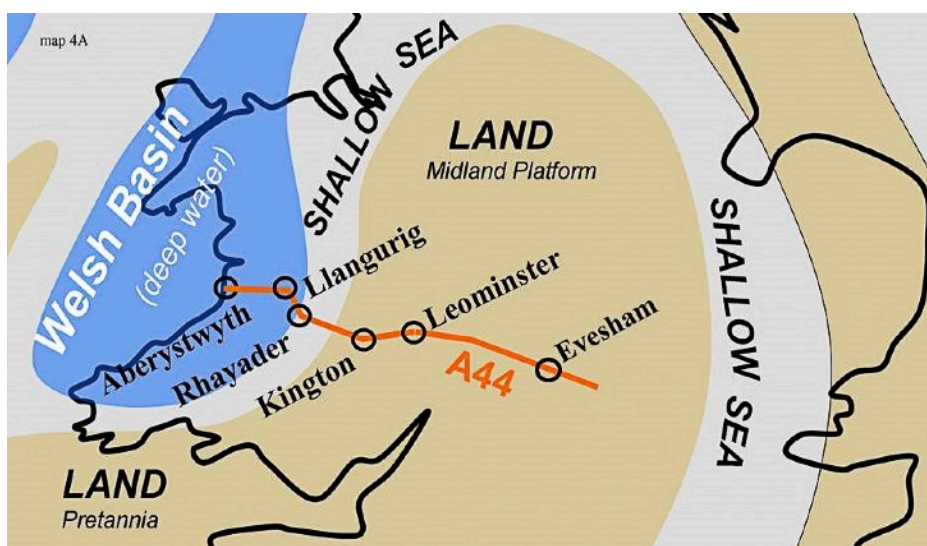 map 4A
SHALLOW SEA
Welsh Basin
(deep water)
LAND
Midland Platform
SHALLOW SEA
Llangurig
Leominster
Aberystwyth
Rhayader
Kington
Evesham
A44
LAND
Pretannia